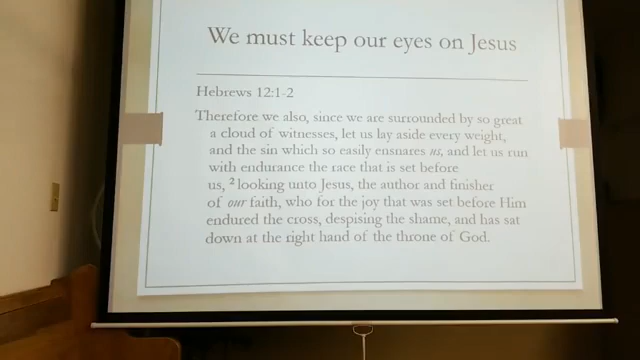 We must keep our eyes on Jesus
Hebrews 12:1-2
Therefore we also, since we are surrounded by so great
a cloud of witnesses, let us lay aside every weight,
and the sin which so easily ensnares us, and let us run
with endurance the race that is set before
us, 2 looking unto Jesus, the author and finisher
of our faith, who for the joy that was set before Him
endured the cross, despising the shame, and has sat
down at the right hand of the throne of God.